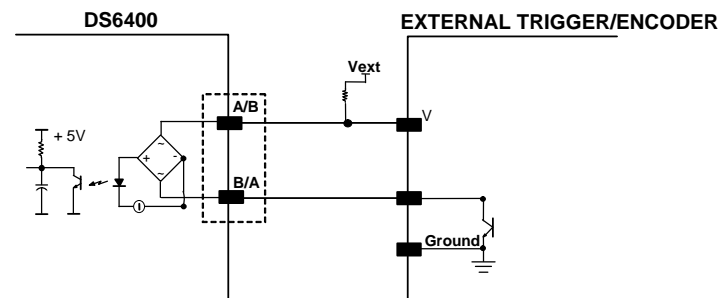 DS6400
EXTERNAL TRIGGER/ENCODER
Vext
A/B
V
+ 5V
~
+
-
~
B/A
I
Ground